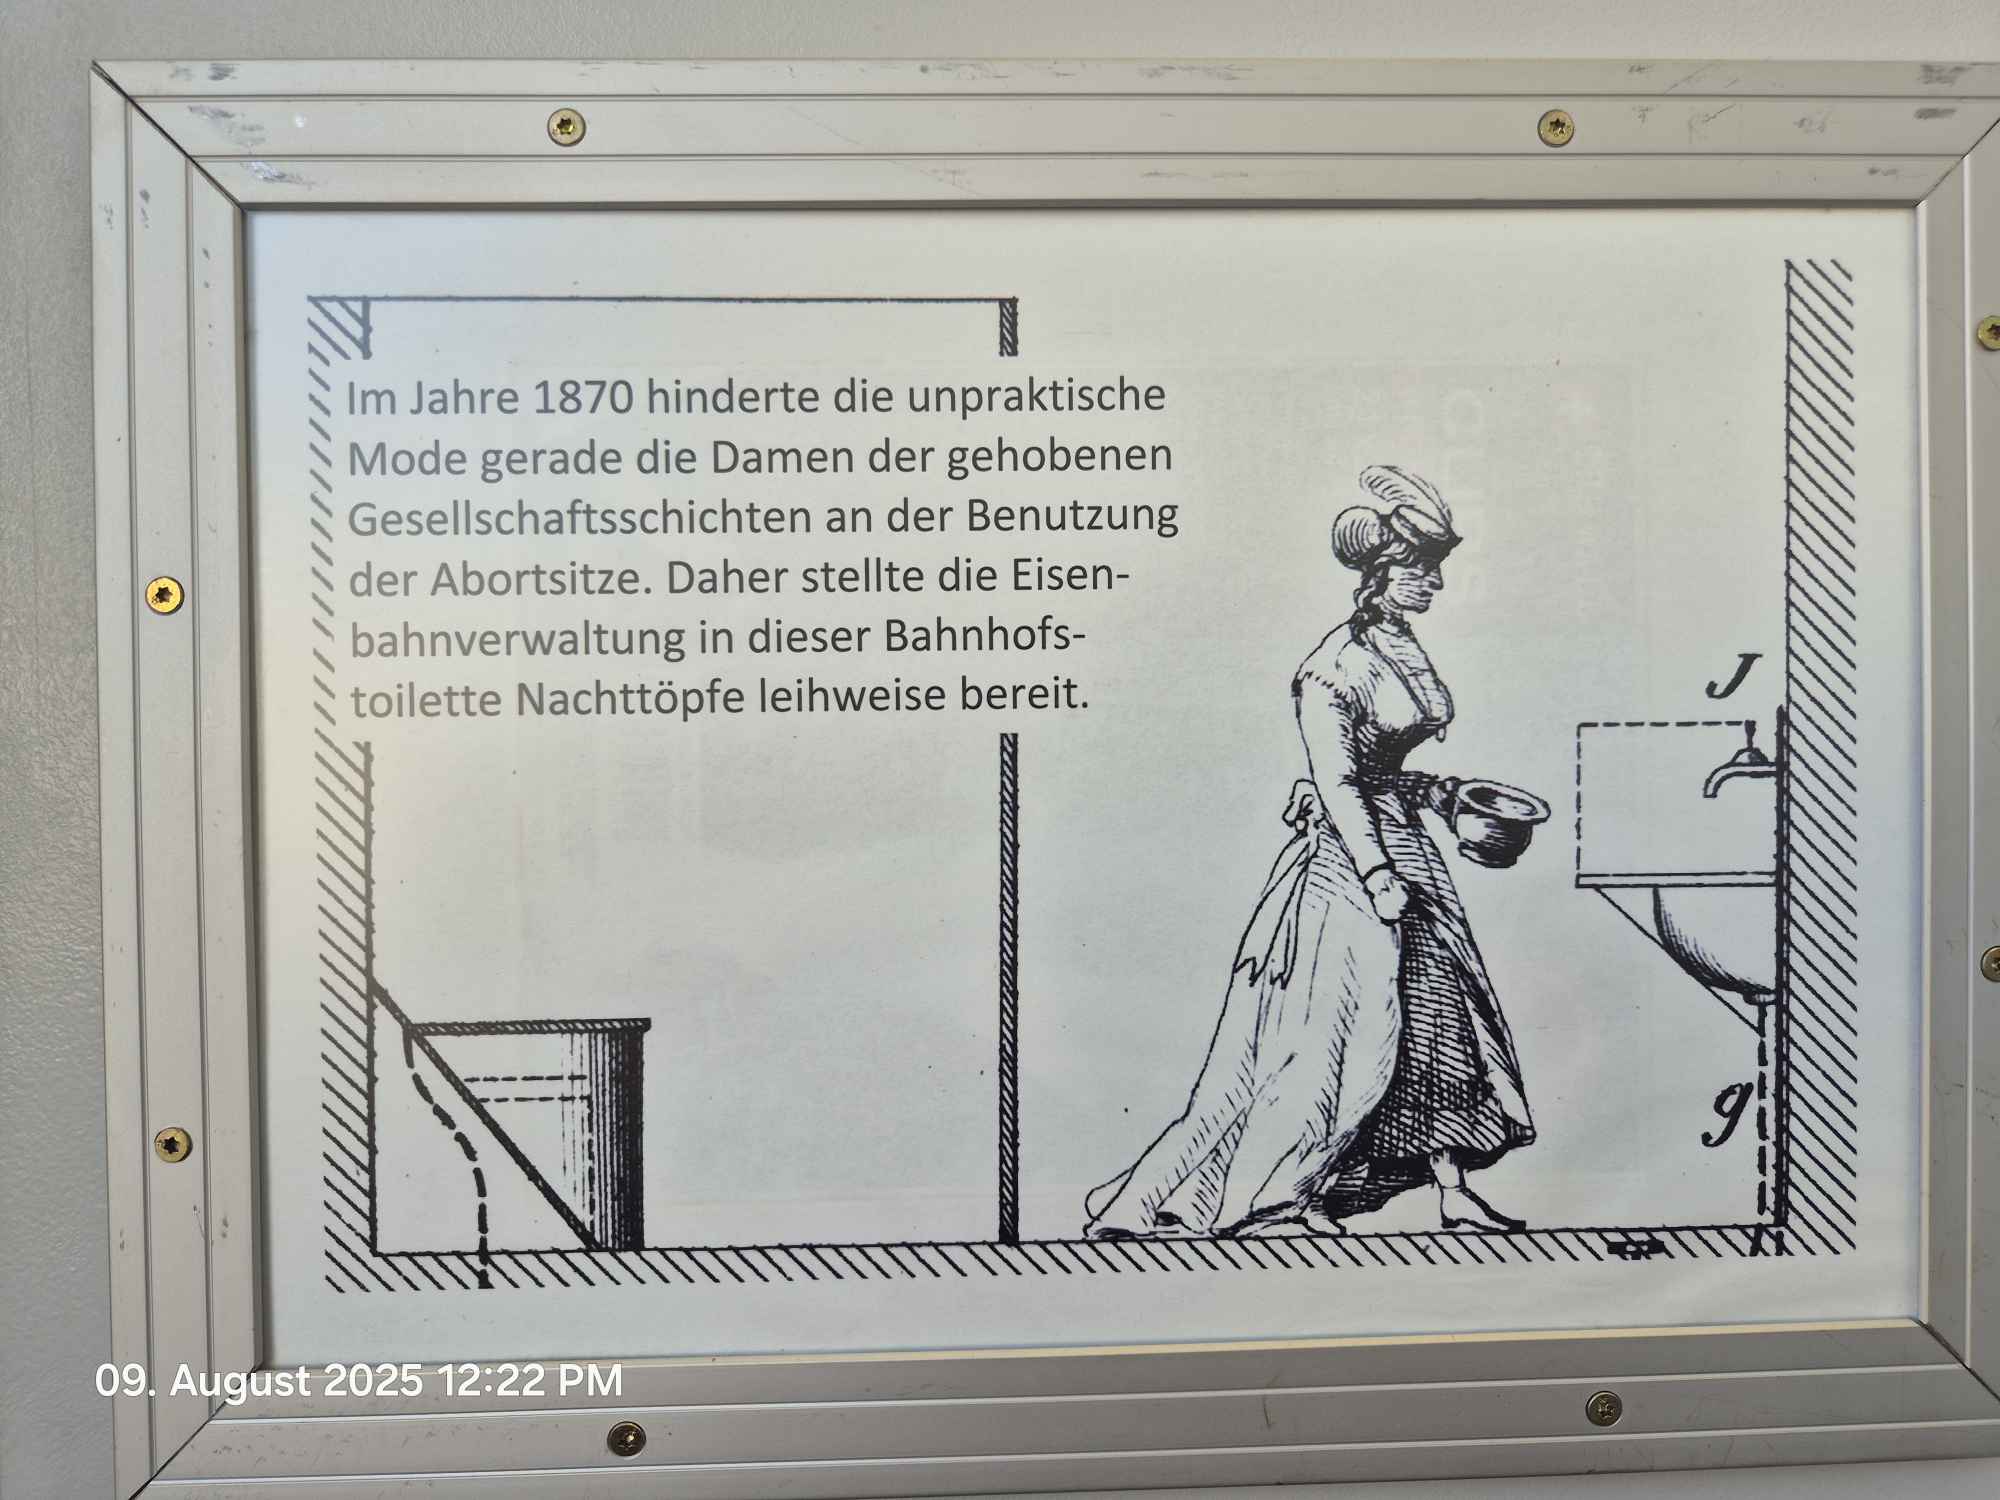 Im Jahre 1870 hinderte die unpraktische
Mode gerade die Damen der gehobenen
Gesellschaftsschichten an der Benutzung
der Abortsitze. Daher stellte die Eisen-
bahnverwaltung in dieser Bahnhofs-
toilette Nachttöpfe leihweise bereit.
J
g
09. August 2025 12:22 PM